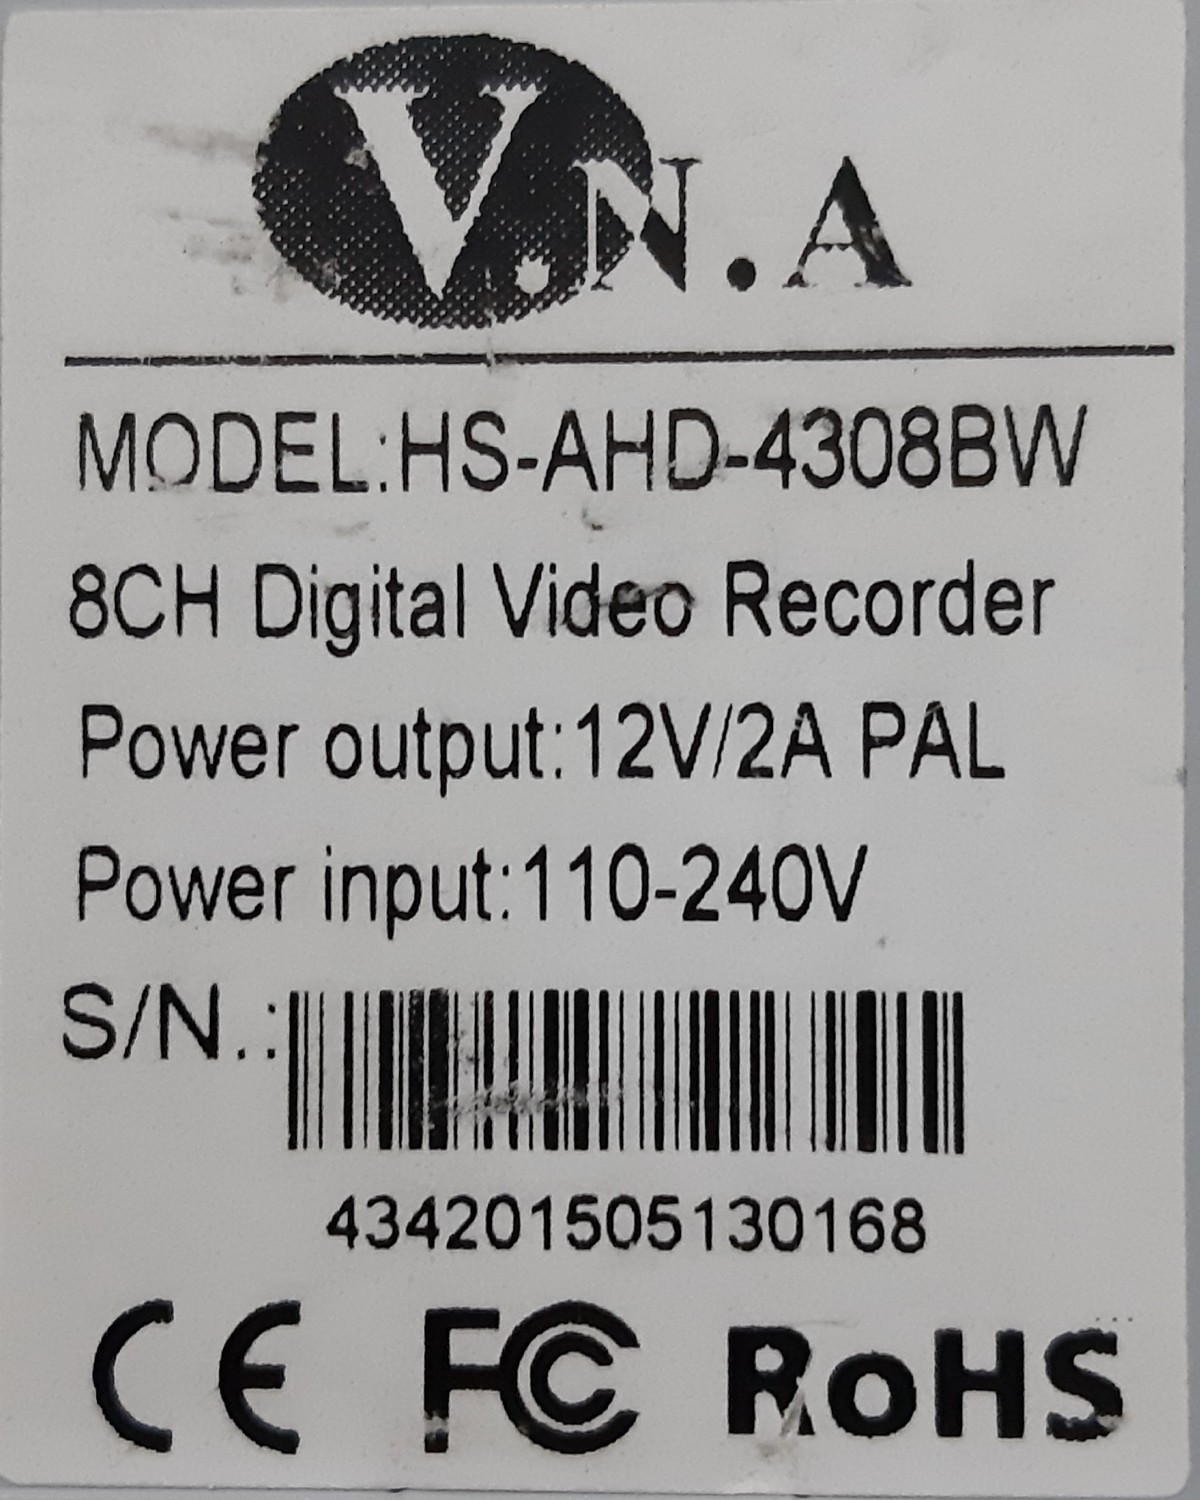 V.N.A
MODEL:HS-AHD-4308BW
8CH Digital Video Recorder
Power output:12V/2A PAL
Power input:110-240V
S/N.:
434201505130168
CE FC RoHS